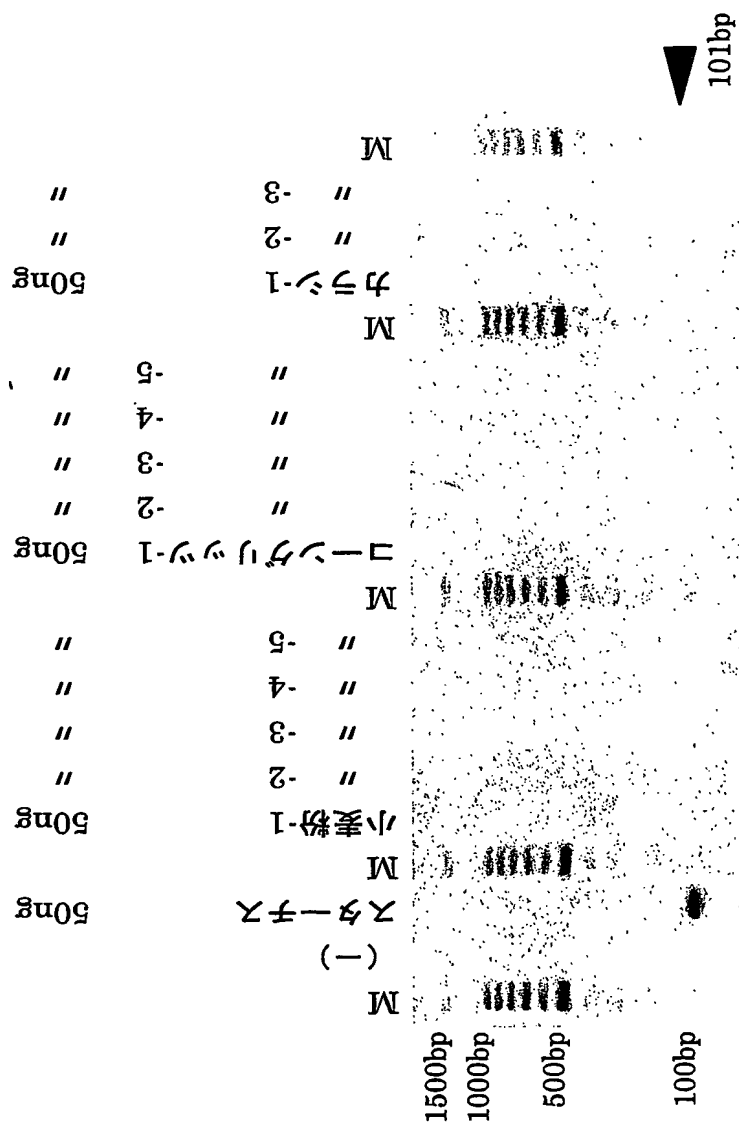 M
(−)
スターチス 50ng
M
小麦粉-1 50ng
〃 -2 〃
〃 -3 〃
〃 -4 〃
〃 -5 〃
M
コーングリッツ-1 50ng
〃 -2 〃
〃 -3 〃
〃 -4 〃
〃 -5 〃
M
カラシ-1 50ng
〃 -2 〃
〃 -3 〃
M
1500bp
1000bp
500bp
100bp
101bp